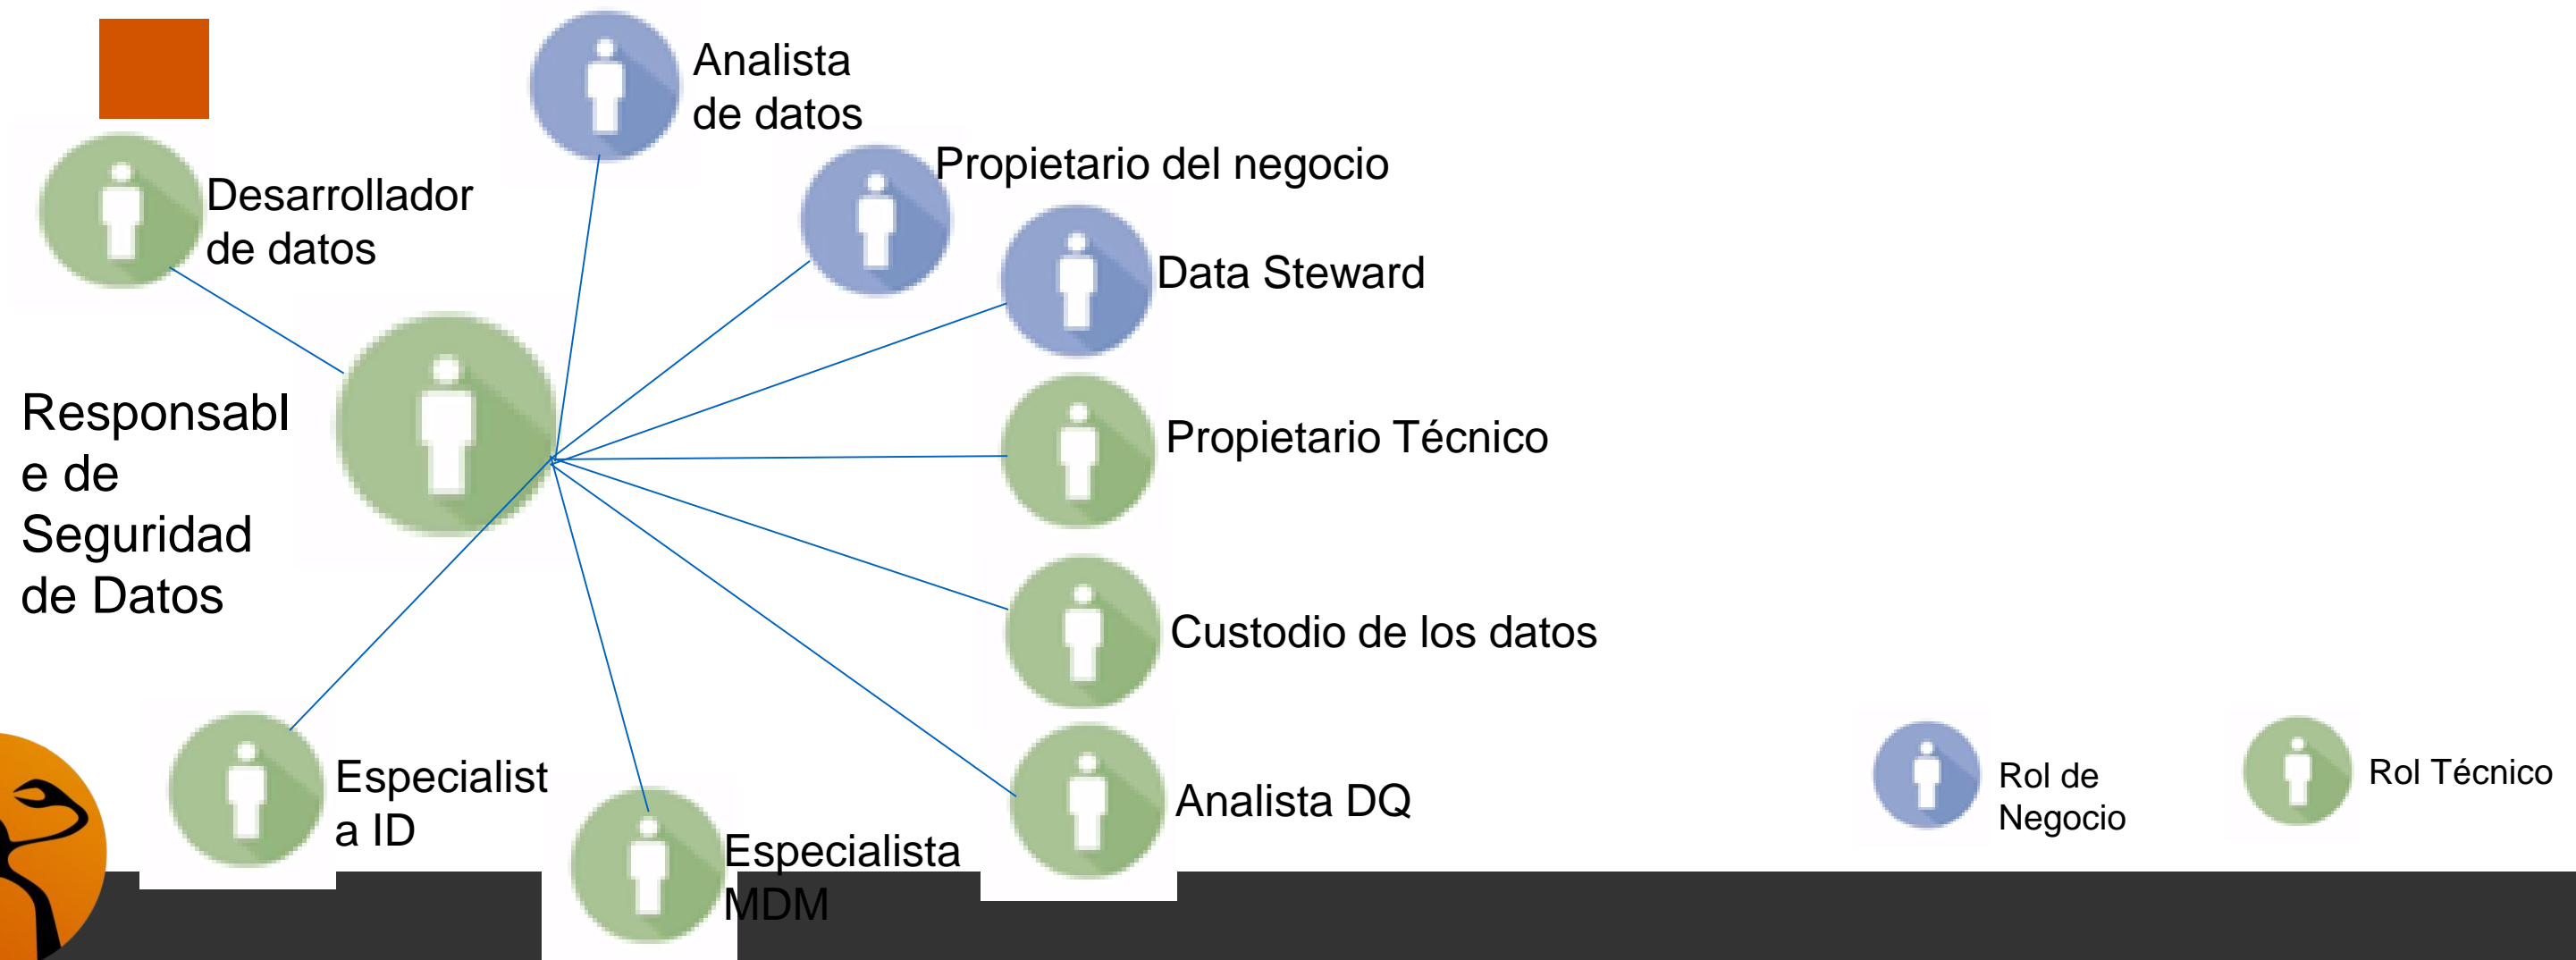 Analista
de datos
Propietario del negocio
Desarrollador
de datos
Data Steward
Responsabl
e de
Seguridad
de Datos
Propietario Técnico
Custodio de los datos
Especialist
a ID
Analista DQ
Especialista
MDM
Rol de
Negocio
Rol Técnico